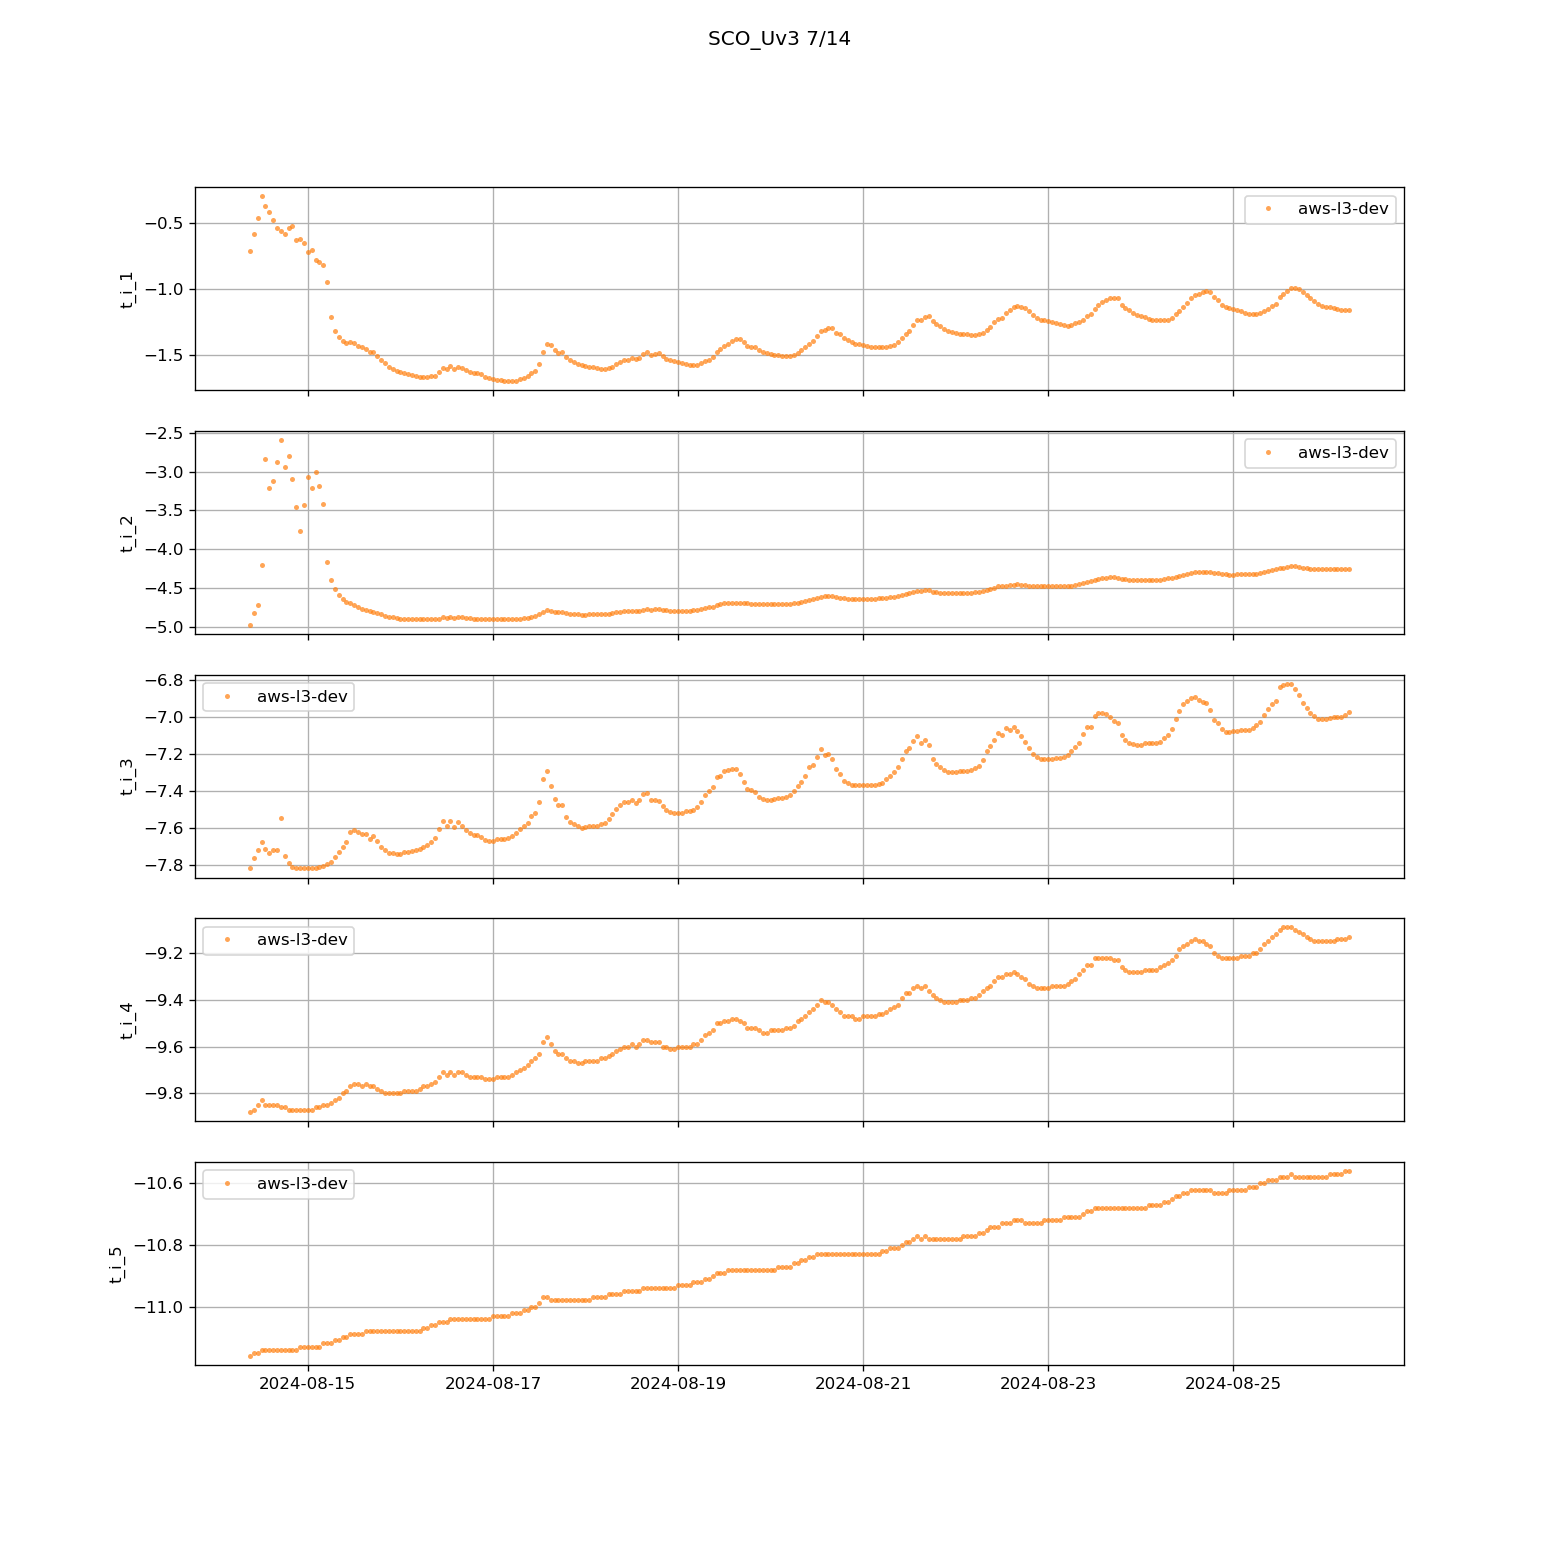 SCO_Uv3 7/14
t_i_1
−0.5
−1.0
−1.5
aws-l3-dev
t_i_2
−2.5
−3.0
−3.5
−4.0
−4.5
−5.0
aws-l3-dev
t_i_3
−6.8
−7.0
−7.2
−7.4
−7.6
−7.8
aws-l3-dev
t_i_4
−9.2
−9.4
−9.6
−9.8
aws-l3-dev
t_i_5
−10.6
−10.8
−11.0
aws-l3-dev
2024-08-15 2024-08-17 2024-08-19 2024-08-21 2024-08-23 2024-08-25